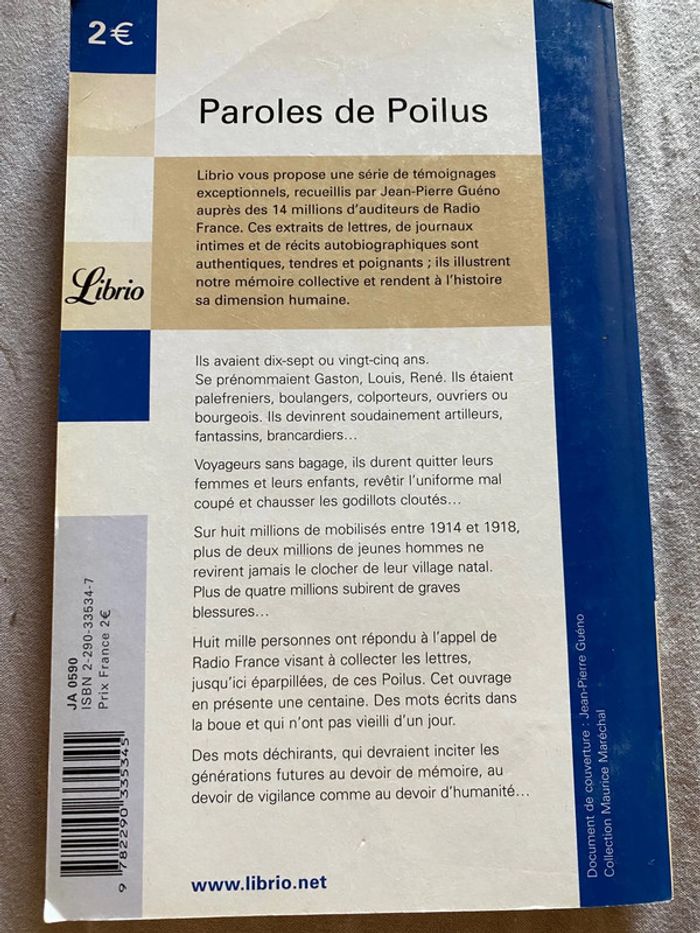 2€
Paroles de Poilus
Librio vous propose une série de témoignages
exceptionnels, recueillis par Jean-Pierre Guéno
auprès des 14 millions d'auditeurs de Radio
France. Ces extraits de lettres, de journaux
intimes et de récits autobiographiques sont
authentiques, tendres et poignants ; ils illustrent
notre mémoire collective et rendent à l'histoire
sa dimension humaine.
Librio
Ils avaient dix-sept ou vingt-cinq ans.
Se prénommaient Gaston, Louis, René. Ils étaient
palefreniers, boulangers, colporteurs, ouvriers ou
bourgeois. Ils devinrent soudainement artilleurs,
fantassins, brancardiers...
Voyageurs sans bagage, ils durent quitter leurs
femmes et leurs enfants, revêtir l'uniforme mal
coupé et chausser les godillots cloutés...
Sur huit millions de mobilisés entre 1914 et 1918,
plus de deux millions de jeunes hommes ne
revirent jamais le clocher de leur village natal.
Plus de quatre millions subirent de graves
blessures...
Huit mille personnes ont répondu à l'appel de
Radio France visant à collecter les lettres,
jusqu'ici éparpillées, de ces Poilus. Cet ouvrage
en présente une centaine. Des mots écrits dans
la boue et qui n'ont pas vieilli d'un jour.
Des mots déchirants, qui devraient inciter les
générations futures au devoir de mémoire, au
devoir de vigilance comme au devoir d'humanité...
www.librio.net
JA 0590
ISBN 2-290-33534-7
Prix France 2€
9 782290 335345
Document de couverture : Jean-Pierre Guéno
Collection Maurice Maréchal